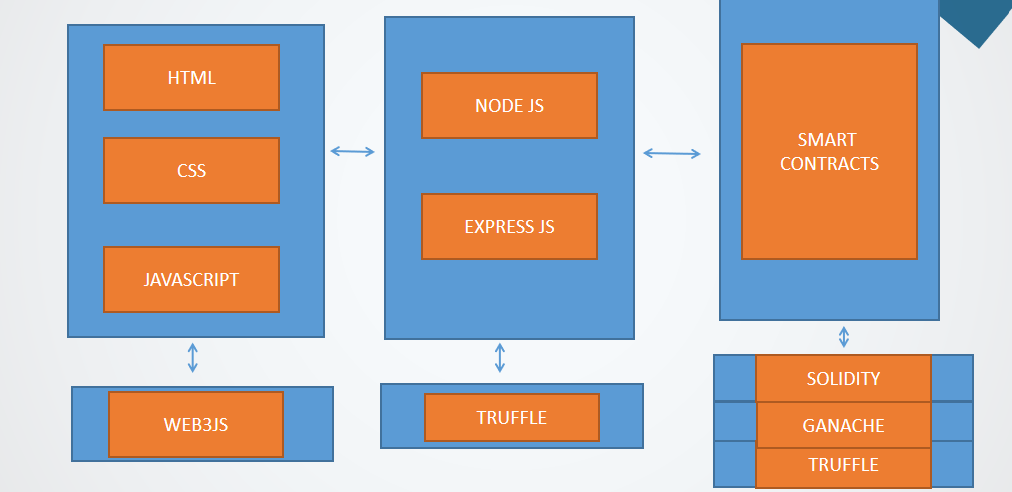 HTML
CSS
JAVASCRIPT
WEB3JS
NODE JS
EXPRESS JS
TRUFFLE
SMART
CONTRACTS
SOLIDITY
GANACHE
TRUFFLE